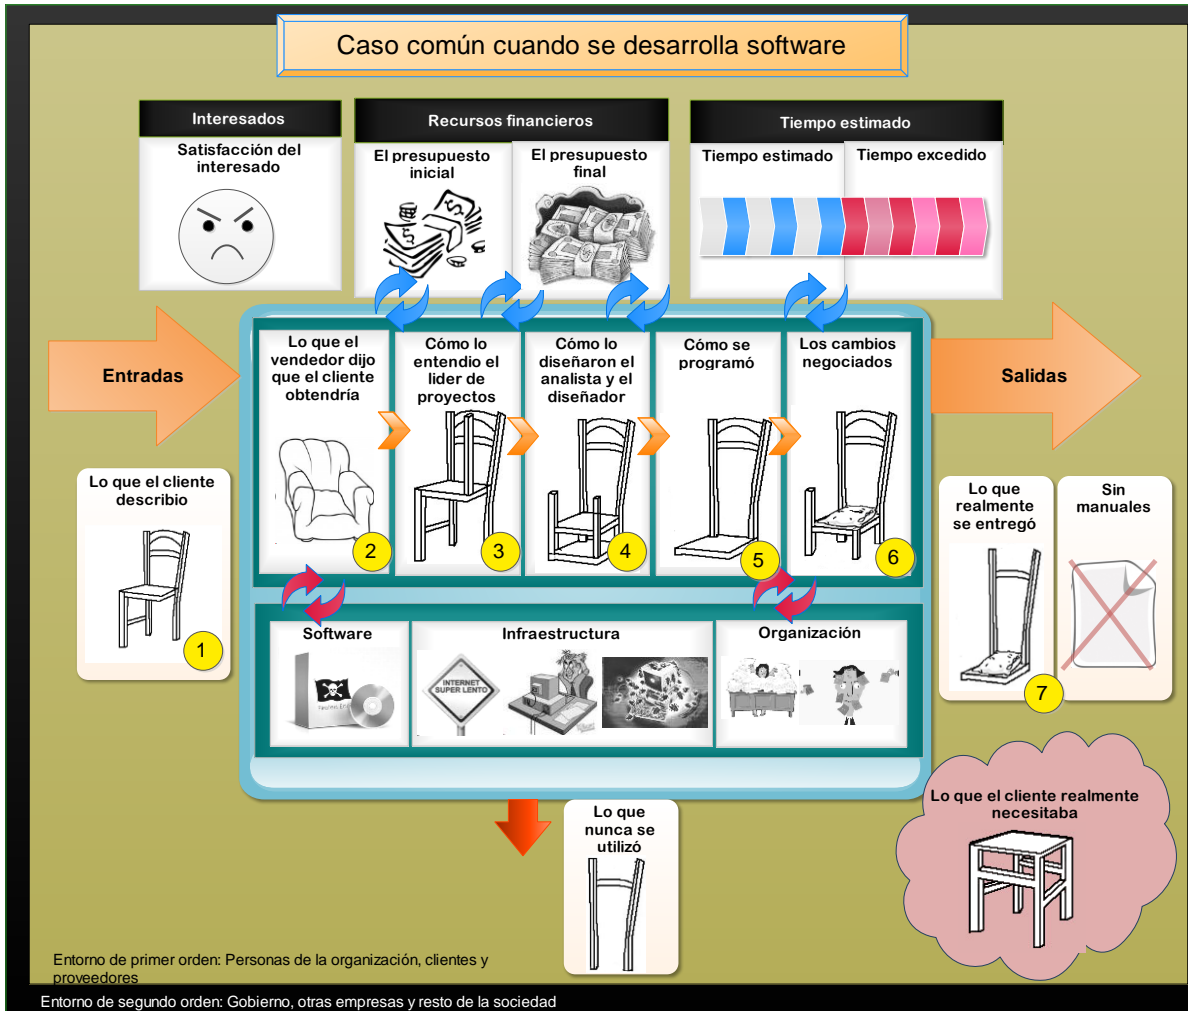 Caso común cuando se desarrolla software
Interesados
Satisfacción del
interesado
Recursos financieros
El presupuesto
inicial
El presupuesto
final
Tiempo estimado
Tiempo estimado
Tiempo excedido
Entradas
Lo que el
vendedor dijo
que el cliente
obtendría
2
Cómo lo
entendio el
lider de
proyectos
3
Cómo lo
diseñaron el
analista y el
diseñador
4
Cómo se
programó
5
Los cambios
negociados
6
Salidas
Lo que el cliente
describio
1
Lo que
realmente
se entregó
7
Sin
manuales
Software
Infraestructura
INTERNET
SUPER LENTO
Organización
Lo que
nunca se
utilizó
Lo que el cliente realmente
necesitaba
Entorno de primer orden: Personas de la organización, clientes y
proveedores
Entorno de segundo orden: Gobierno, otras empresas y resto de la sociedad